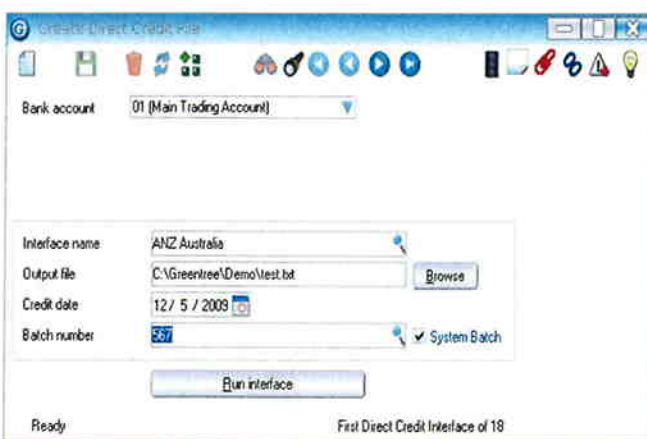 Create Direct Credit File
Bank account 01 (Main Trading Account)
Interface name ANZ Australia
Output file C:\Greentree\Demo\test.txt Browse
Credit date 12/ 5 / 2009
Batch number 567 System Batch
Run interface
Ready First Direct Credit Interface of 18